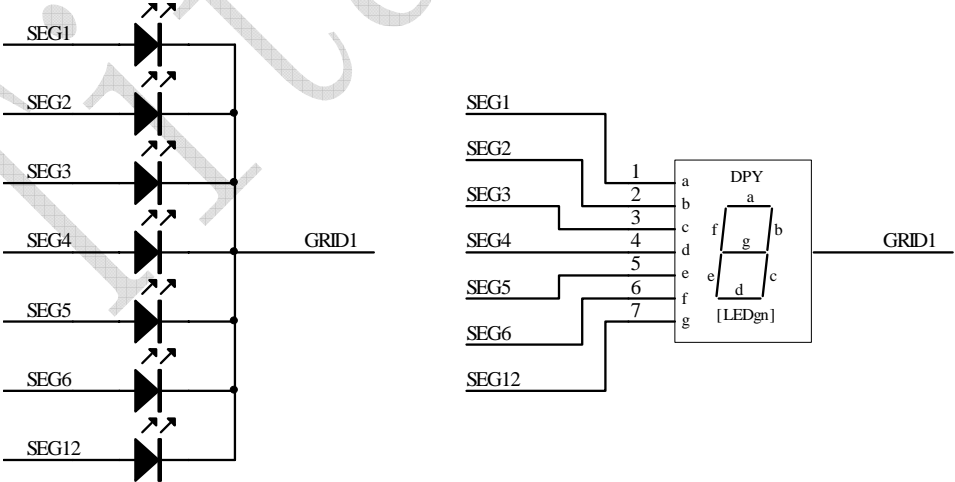 SEG1
SEG2
SEG3
SEG4
SEG5
SEG6
SEG12
GRID1
SEG1
SEG2
SEG3
SEG4
SEG5
SEG6
SEG12
1
2
3
4
5
6
7
a
b
c
d
e
f
g
DPY
a
f
b
g
e
c
d
[LEDgn]
GRID1